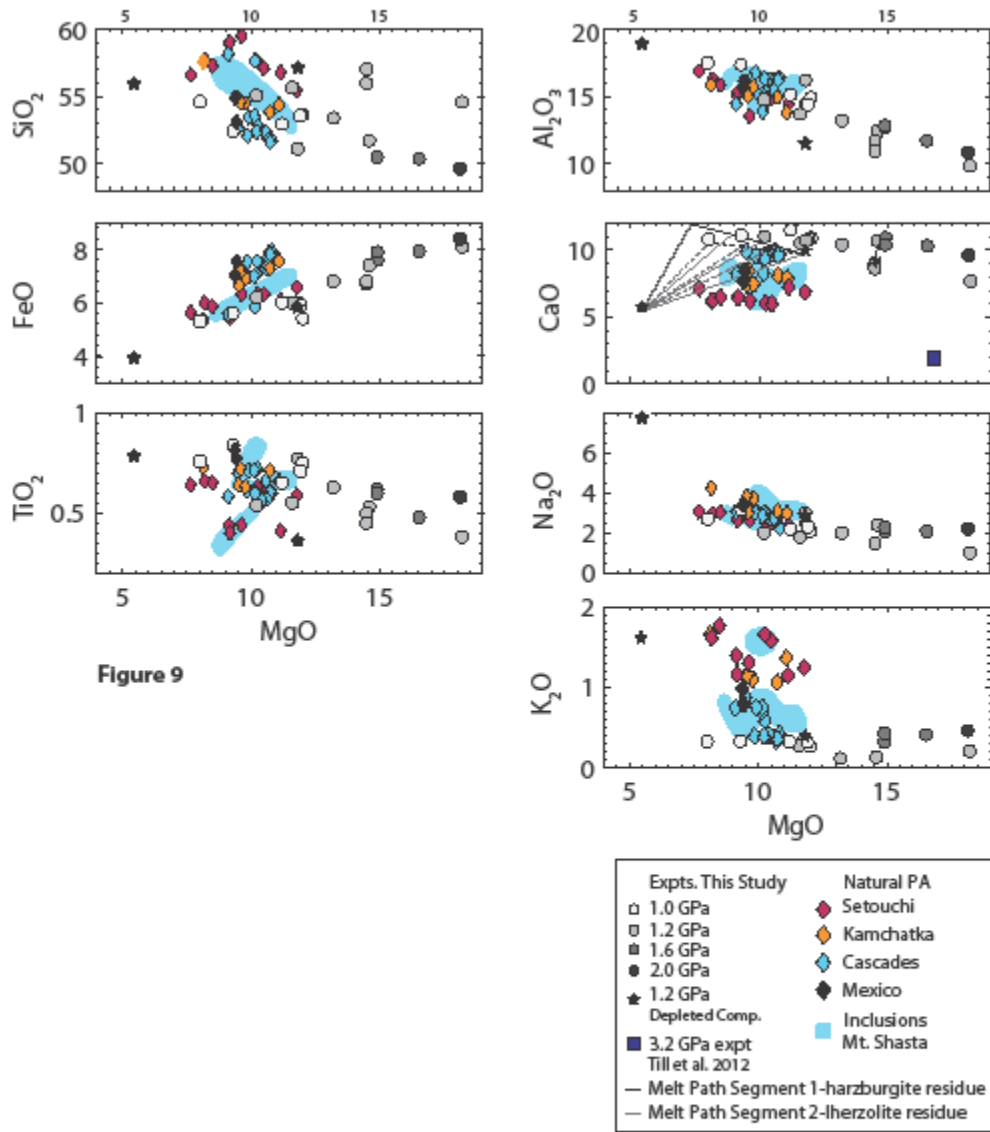 5 10 15
5 10 15
60
55
50
SiO2
20
15
10
Al2O3
8
6
4
FeO
10
5
0
CaO
1
0.5
TiO2
5 10 15
MgO
6
4
2
0
Na2O
Figure 9
2
1
0
K2O
5 10 15
MgO
Expts. This Study
1.0 GPa
1.2 GPa
1.6 GPa
2.0 GPa
1.2 GPa
Depleted Comp.
3.2 GPa expt
Till et al. 2012
Natural PA
Setouchi
Kamchatka
Cascades
Mexico
Inclusions
Mt. Shasta
Melt Path Segment 1-harzburgite residue
Melt Path Segment 2-lherzolite residue